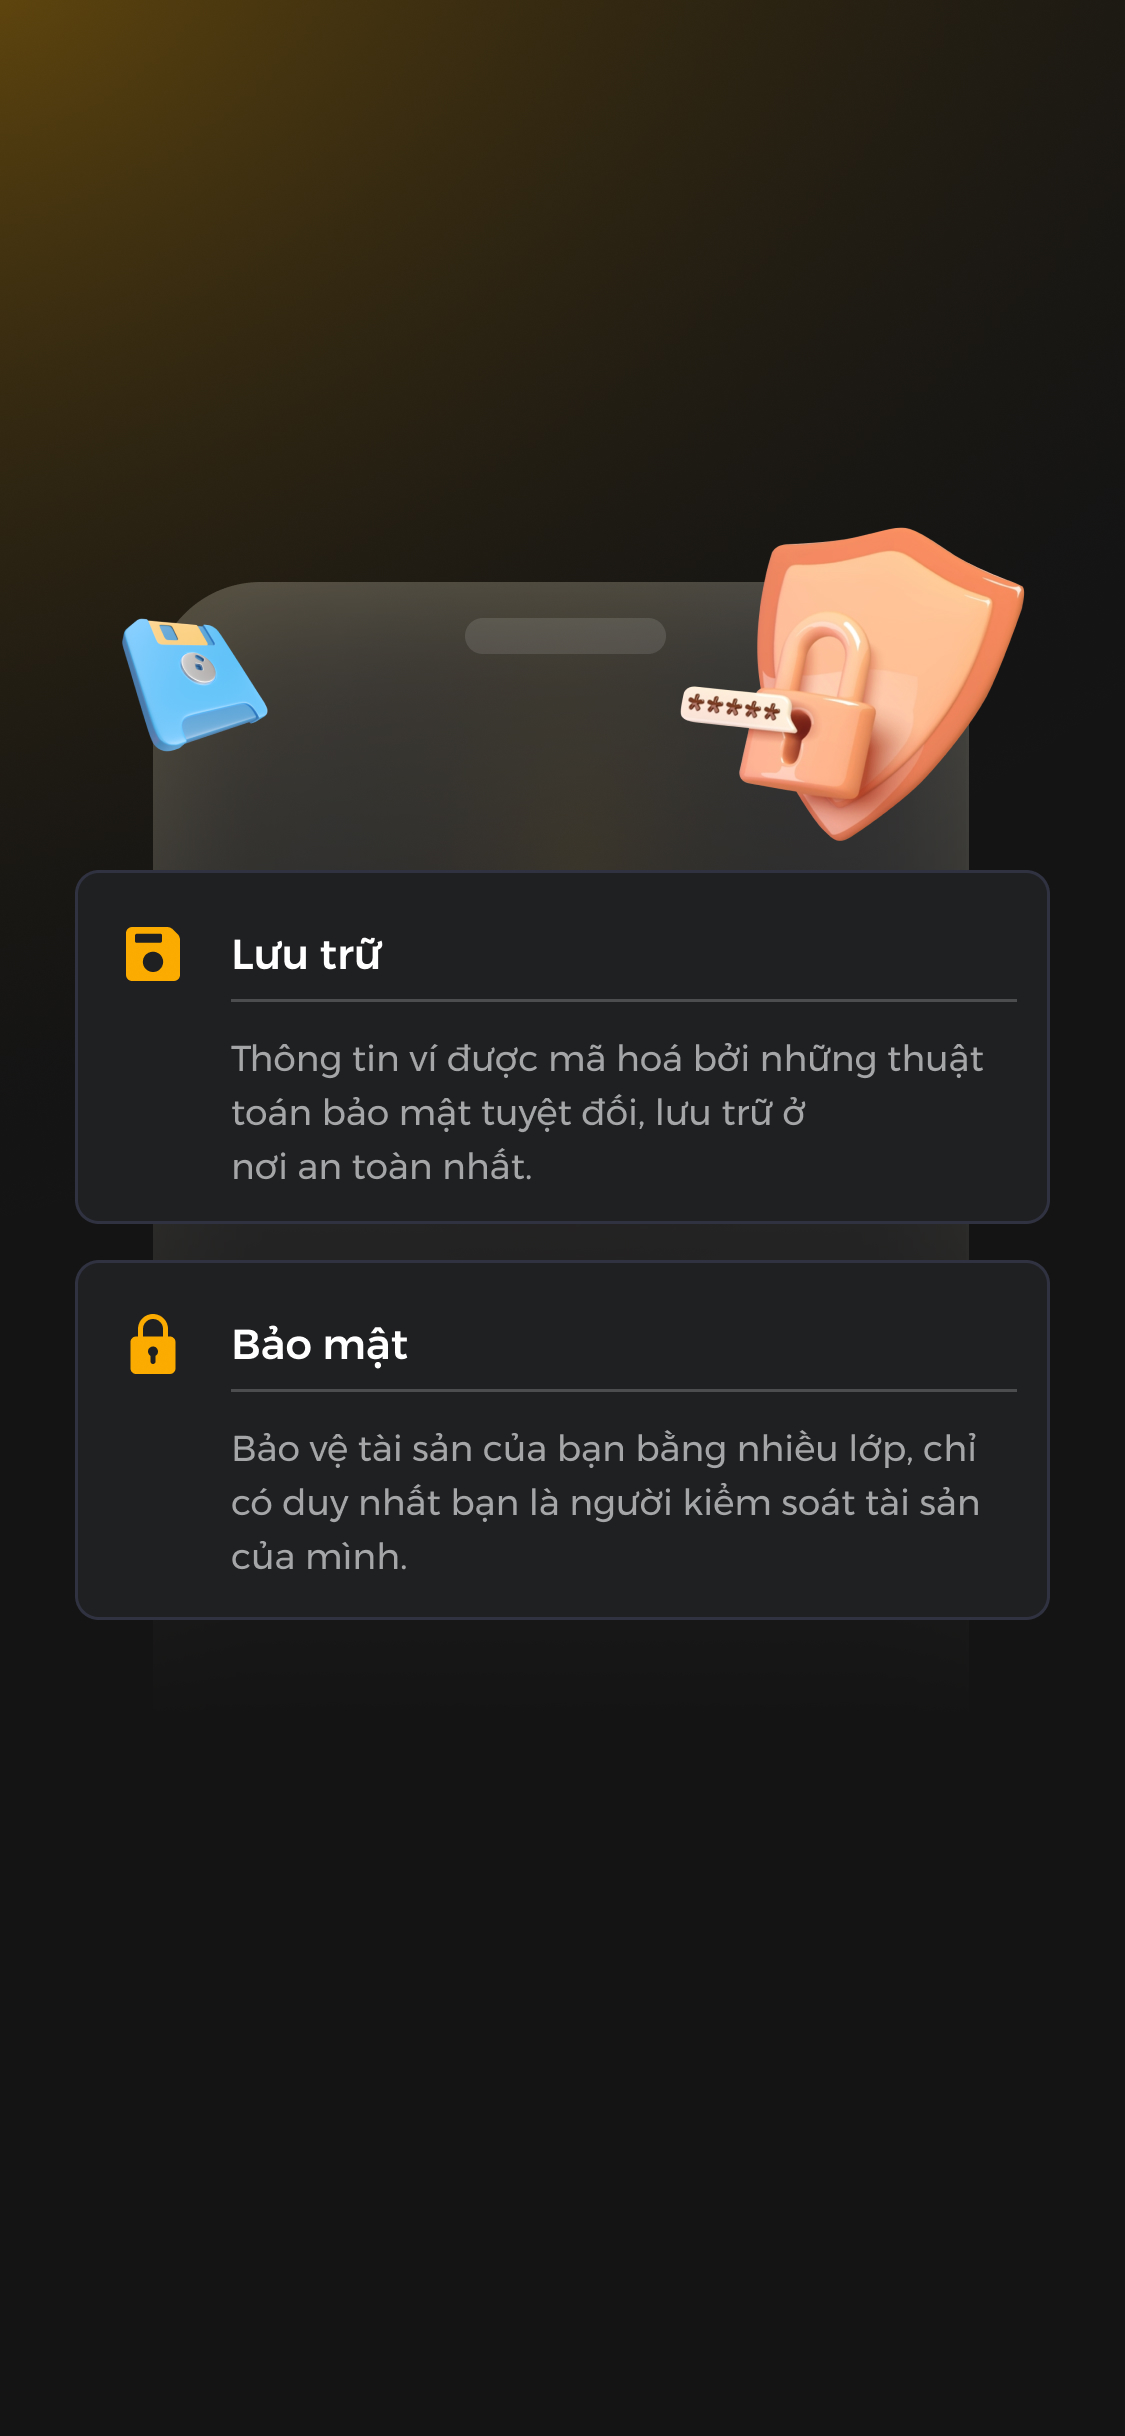 *****
Lưu trữ
Thông tin ví được mã hoá bởi những thuật
toán bảo mật tuyệt đối, lưu trữ ở
nơi an toàn nhất.
Bảo mật
Bảo vệ tài sản của bạn bằng nhiều lớp, chỉ
có duy nhất bạn là người kiểm soát tài sản
của mình.